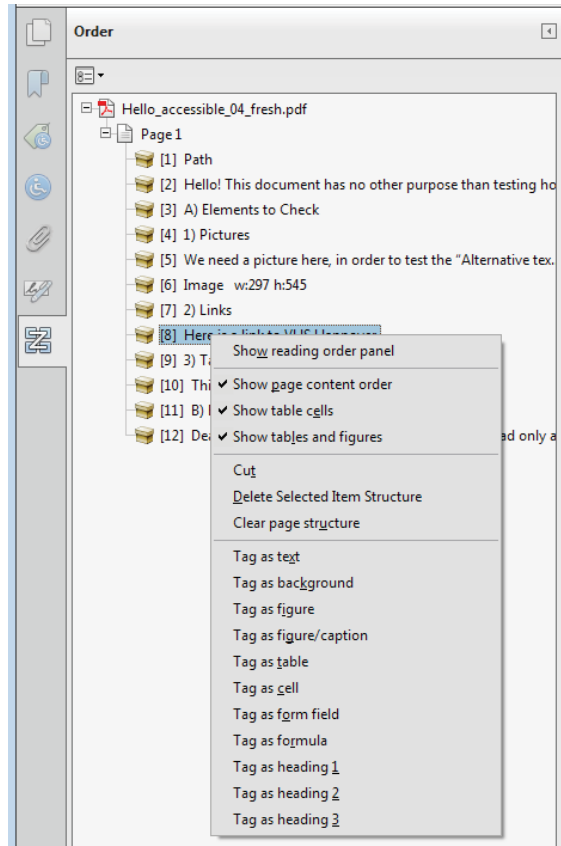 Order
Hello_accessible_04_fresh.pdf
Page 1
[1] Path
[2] Hello! This document has no other purpose than testing ho
[3] A) Elements to Check
[4] 1) Pictures
[5] We need a picture here, in order to test the “Alternative tex.
[6] Image w:297 h:545
[7] 2) Links
[8] Here is a link to VHS Hannover
[9] 3) T
[10] Thi
[11] B)
[12] De ad only a
Show reading order panel
Show page content order
Show table cells
Show tables and figures
Cut
Delete Selected Item Structure
Clear page structure
Tag as text
Tag as background
Tag as figure
Tag as figure/caption
Tag as table
Tag as cell
Tag as form field
Tag as formula
Tag as heading 1
Tag as heading 2
Tag as heading 3